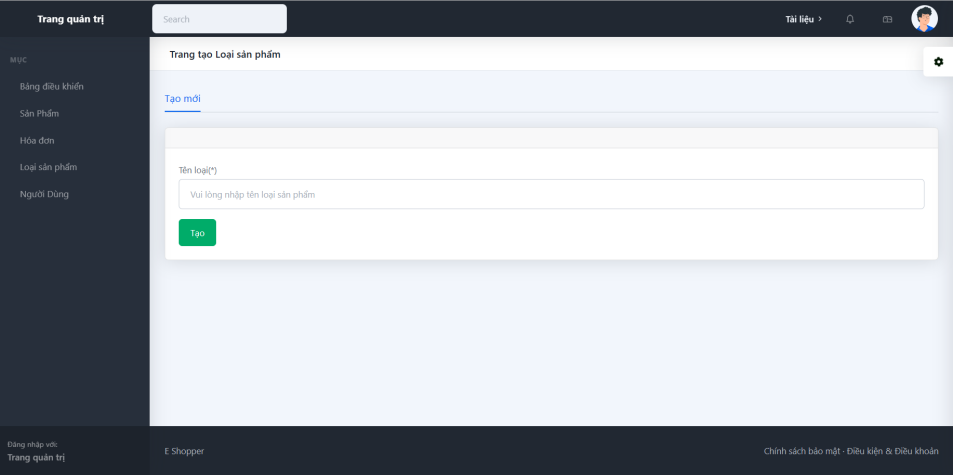 Trang quản trị
Search
Tài liệu
Trang tạo Loại sản phẩm
MỤC
Bảng điều khiển
Sản Phẩm
Hóa đơn
Loại sản phẩm
Người Dùng
Tạo mới
Tên loại(*)
Vui lòng nhập tên loại sản phẩm
Tạo
Đăng nhập với:
Trang quản trị
E Shopper
Chính sách bảo mật · Điều kiện & Điều khoản